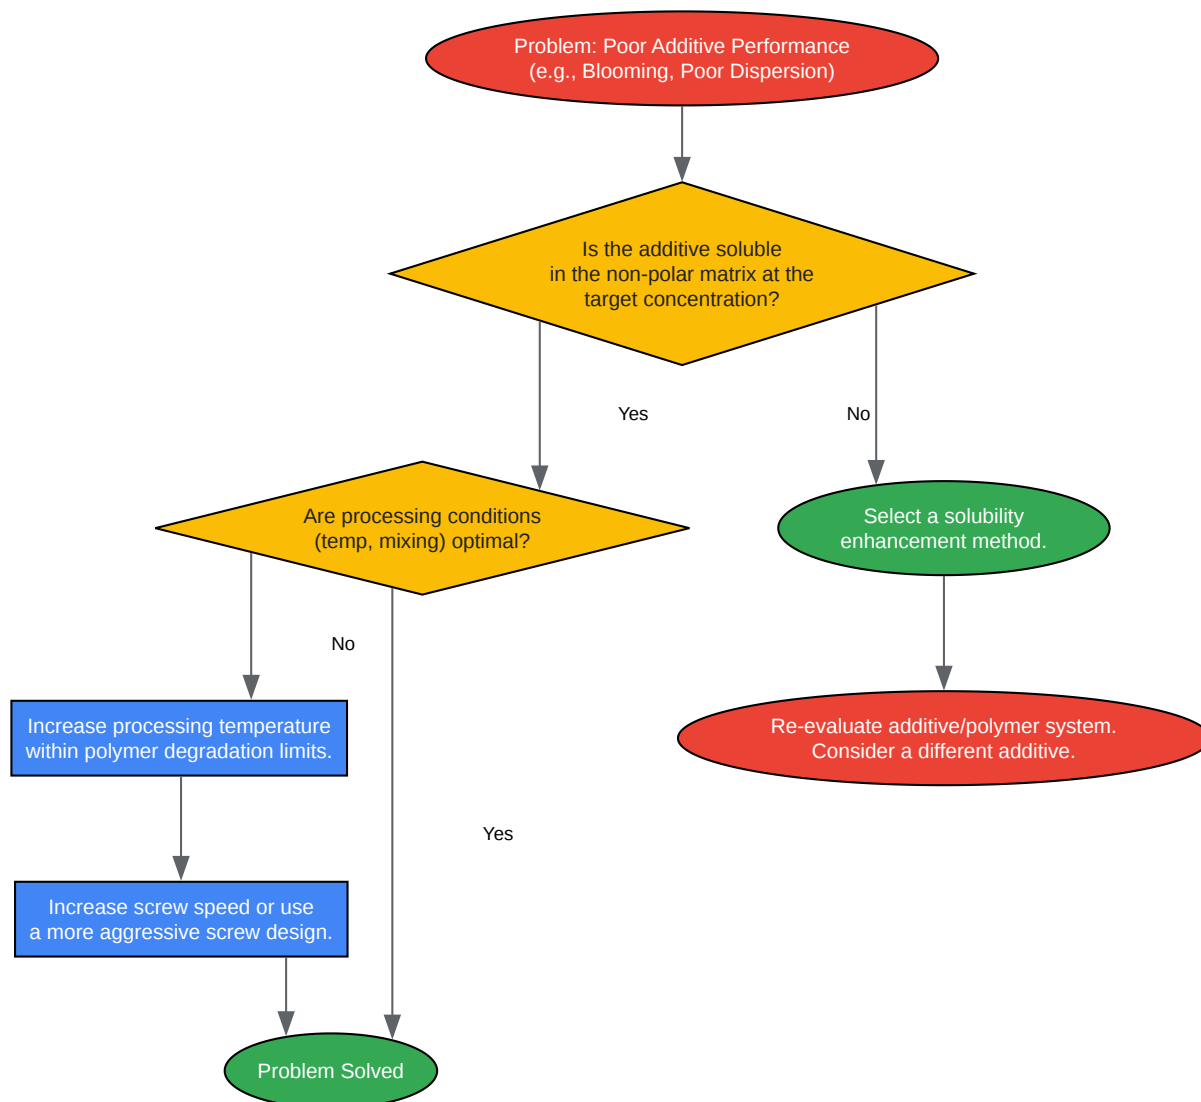 Problem: Poor Additive Performance
(e.g., Blooming, Poor Dispersion)
Is the additive soluble
in the non-polar matrix at the
target concentration?
Yes
No
Are processing conditions
(temp, mixing) optimal?
Select a solubility
enhancement method.
No
Increase processing temperature
within polymer degradation limits.
Re-evaluate additive/polymer system.
Consider a different additive.
Yes
Increase screw speed or use
a more aggressive screw design.
Problem Solved